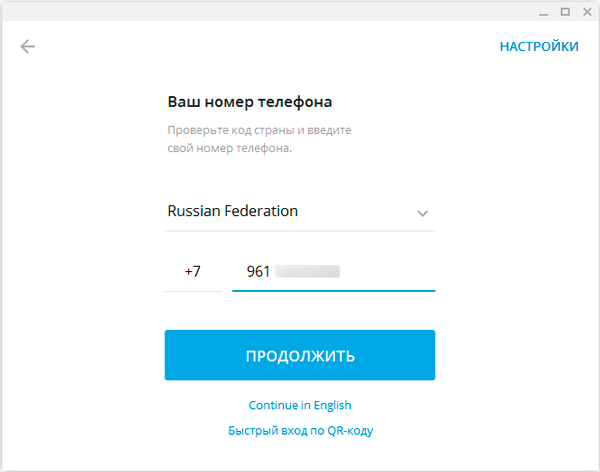 НАСТРОЙКИ
Ваш номер телефона
Проверьте код страны и введите
свой номер телефона.
Russian Federation
+7 961
ПРОДОЛЖИТЬ
Continue in English
Быстрый вход по QR-коду